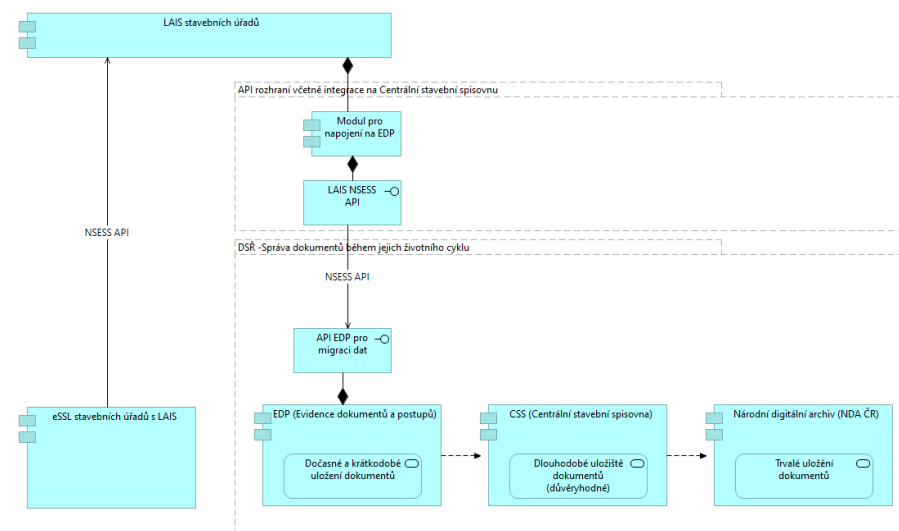 LAIS stavebních úřadů
API rozhraní včetně integrace na Centrální stavební spisovnu
Modul pro
napojení na EDP
LAIS NSESS
API
NSESS API
DSŘ -Správa dokumentů během jejich životního cyklu
NSESS API
API EDP pro
migraci dat
eSSL stavebních úřadů s LAIS
EDP (Evidence dokumentů a postupů)
Dočasné a krátkodobé
uložení dokumentů
CSS (Centrální stavební spisovna)
Dlouhodobé uložiště
dokumentů
(důvěryhodné)
Národní digitální archiv (NDA ČR)
Trvalé uložění
dokumentů